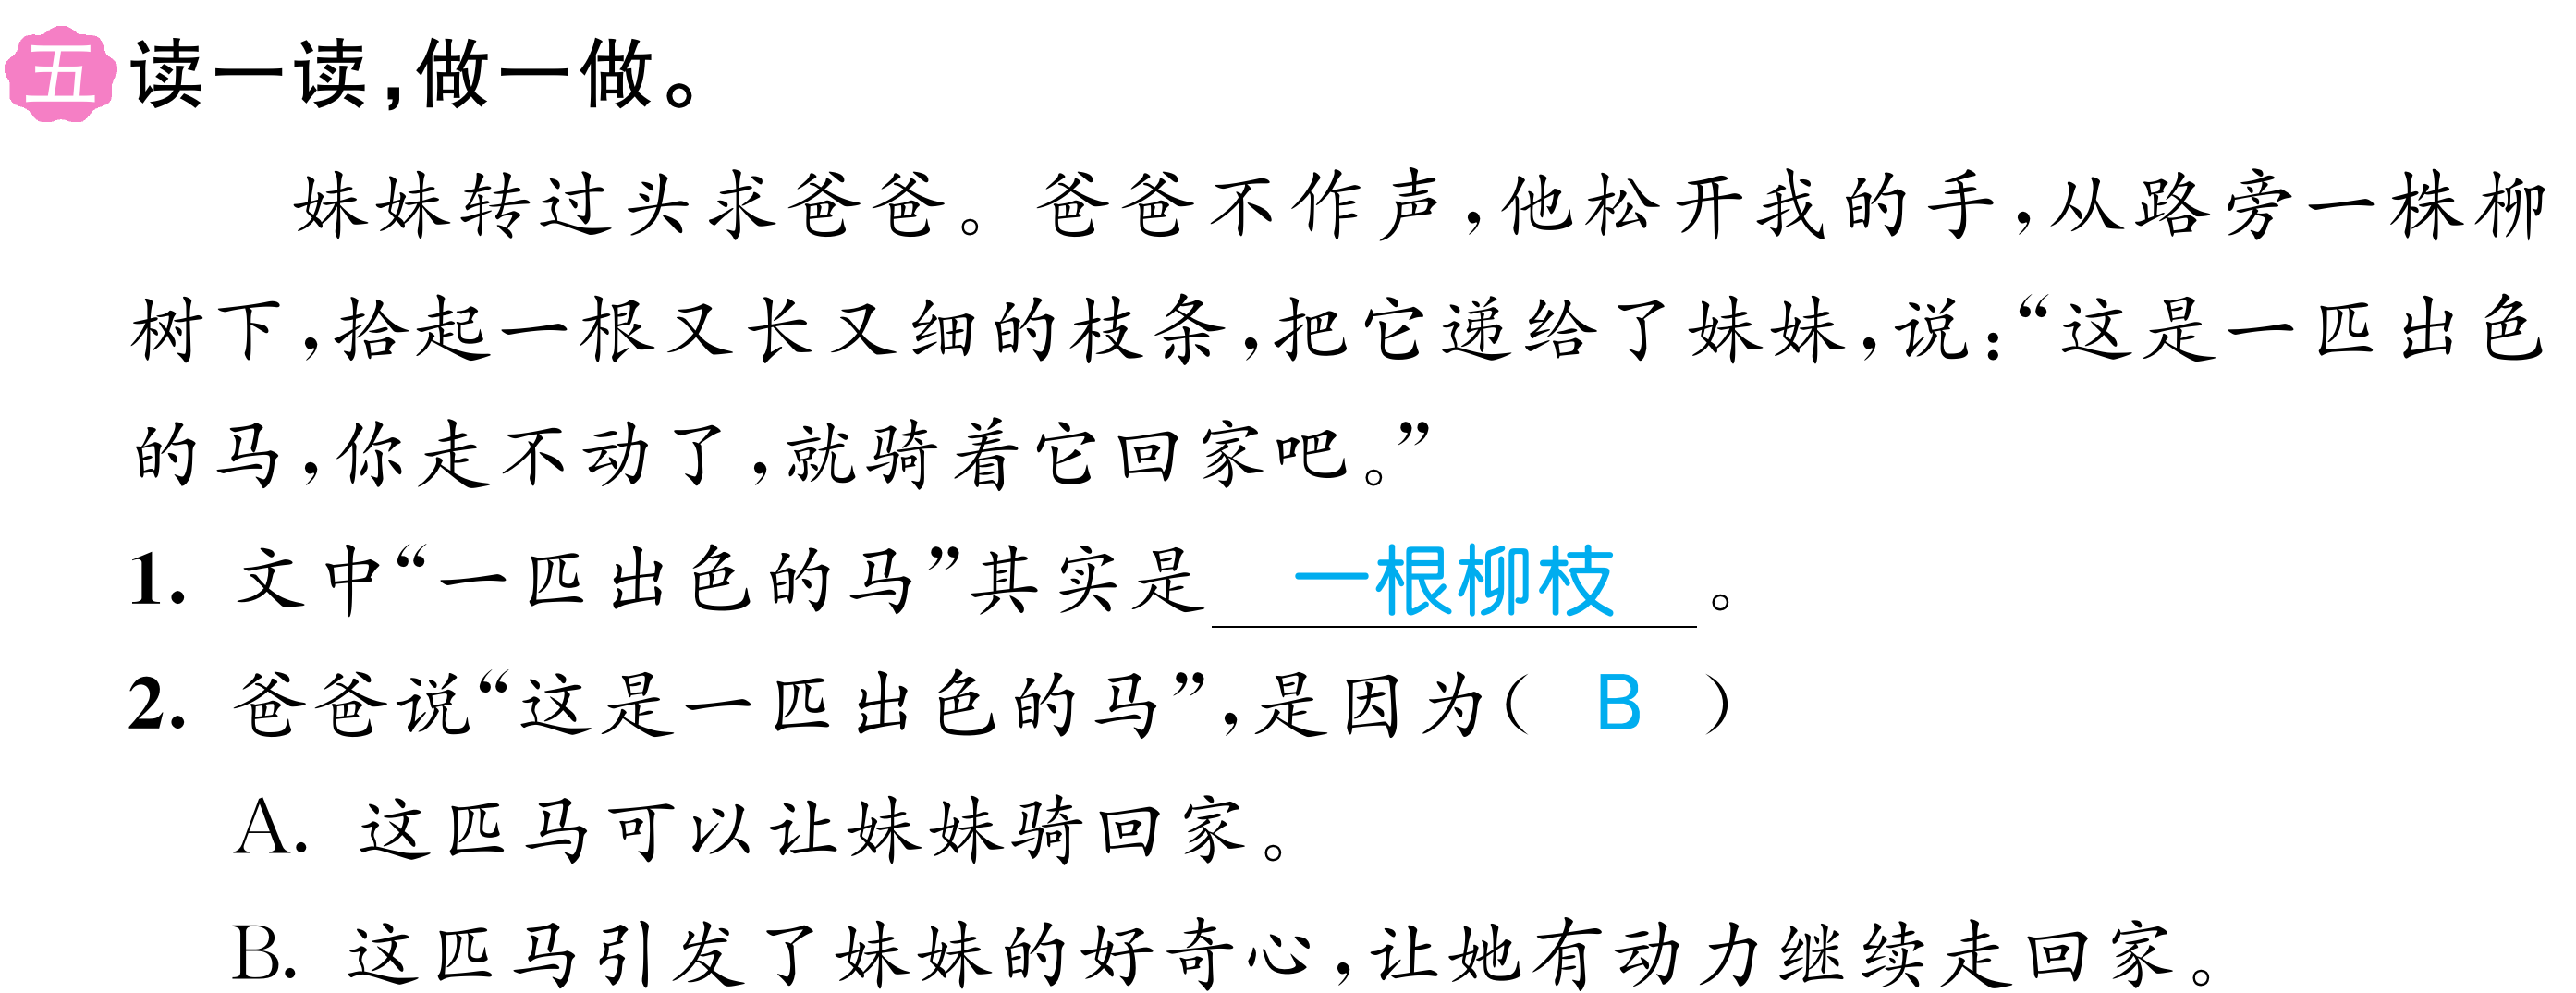 五 读一读,做一做。
妹妹转过头求爸爸。爸爸不作声,他松开我的手,从路旁一株柳
树下,拾起一根又长又细的枝条,把它递给了妹妹,说:“这是一匹出色
的马,你走不动了,就骑着它回家吧。”
1. 文中“一匹出色的马”其实是 一根柳枝 。
2. 爸爸说“这是一匹出色的马”,是因为( B )
A. 这匹马可以让妹妹骑回家。
B. 这匹马引发了妹妹的好奇心,让她有动力继续走回家。